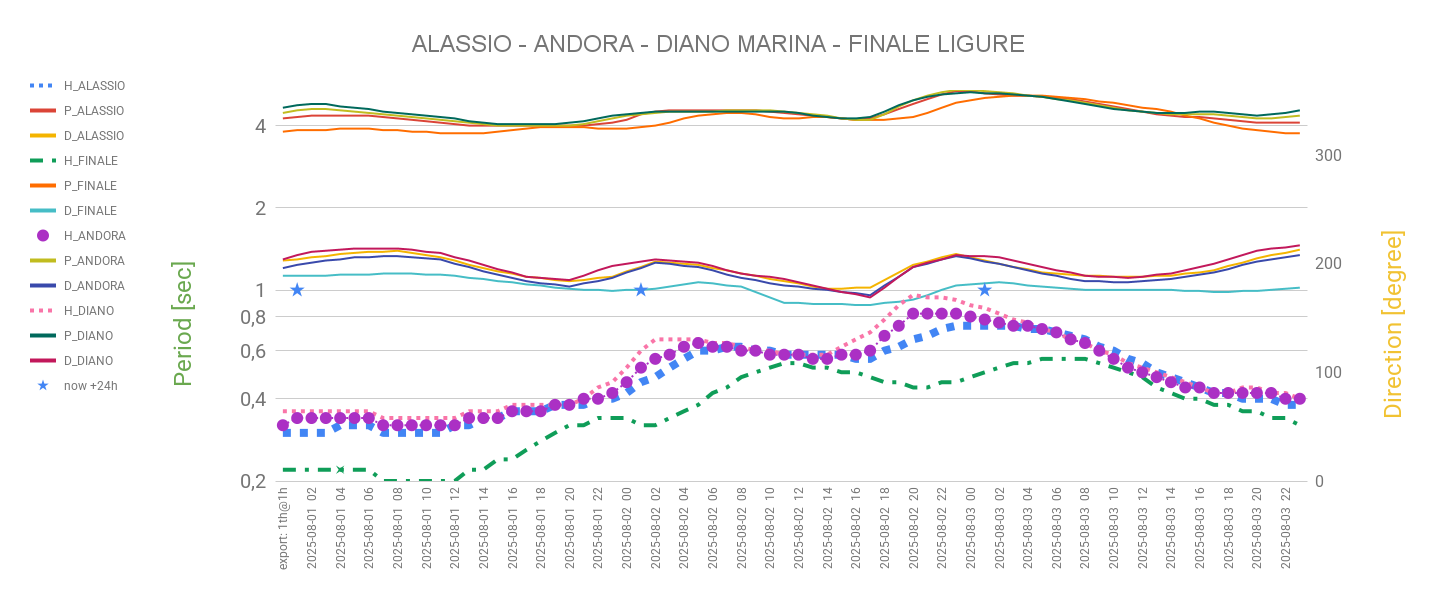 ALASSIO - ANDORA - DIANO MARINA - FINALE LIGURE
H_ALASSIO
P_ALASSIO
D_ALASSIO
H_FINALE
P_FINALE
D_FINALE
H_ANDORA
P_ANDORA
D_ANDORA
H_DIANO
P_DIANO
D_DIANO
now +24h
Period [sec]
4
2
1
0,8
0,6
0,4
0,2
300
200
100
0
Direction [degree]
export: 1th@1h
2025-08-01 02
2025-08-01 04
2025-08-01 06
2025-08-01 08
2025-08-01 10
2025-08-01 12
2025-08-01 14
2025-08-01 16
2025-08-01 18
2025-08-01 20
2025-08-01 22
2025-08-02 00
2025-08-02 02
2025-08-02 04
2025-08-02 06
2025-08-02 08
2025-08-02 10
2025-08-02 12
2025-08-02 14
2025-08-02 16
2025-08-02 18
2025-08-02 20
2025-08-02 22
2025-08-03 00
2025-08-03 02
2025-08-03 04
2025-08-03 06
2025-08-03 08
2025-08-03 10
2025-08-03 12
2025-08-03 14
2025-08-03 16
2025-08-03 18
2025-08-03 20
2025-08-03 22